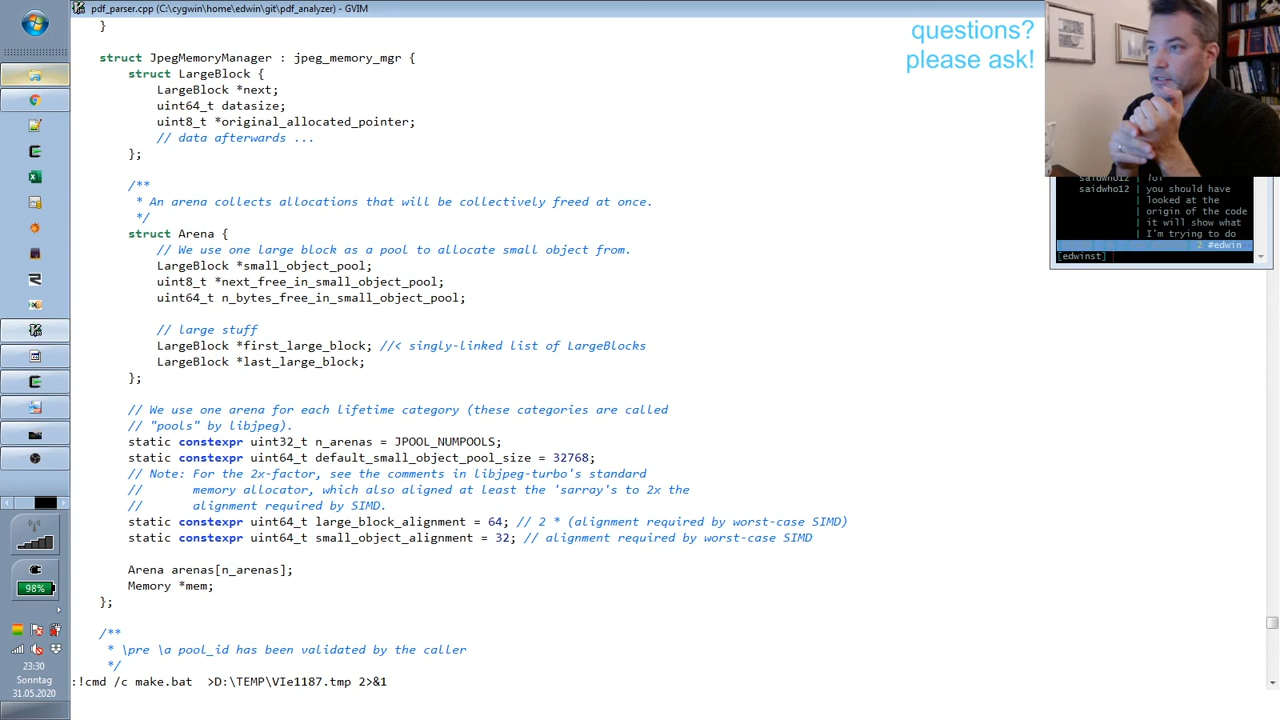 pdf_parser.cpp (C:\cygwin\home\edwin\git\pdf_analyzer) - GVIM
}
struct JpegMemoryManager : jpeg_memory_mgr {
struct LargeBlock {
LargeBlock *next;
uint64_t datasize;
uint8_t *original_allocated_pointer;
// data afterwards ...
};
/**
* An arena collects allocations that will be collectively freed at once.
*/
struct Arena {
// We use one large block as a pool to allocate small object from.
LargeBlock *small_object_pool;
uint8_t *next_free_in_small_object_pool;
uint64_t n_bytes_free_in_small_object_pool;
// large stuff
LargeBlock *first_large_block; //< singly-linked list of LargeBlocks
LargeBlock *last_large_block;
};
// We use one arena for each lifetime category (these categories are called
// "pools" by libjpeg).
static constexpr uint32_t n_arenas = JPOOL_NUMPOOLS;
static constexpr uint64_t default_small_object_pool_size = 32768;
// Note: For the 2x-factor, see the comments in libjpeg-turbo's standard
//       memory allocator, which also aligned at least the 'sarray's to 2x the
//       alignment required by SIMD.
static constexpr uint64_t large_block_alignment = 64; // 2 * (alignment required by worst-case SIMD)
static constexpr uint64_t small_object_alignment = 32; // alignment required by worst-case SIMD
Arena arenas[n_arenas];
Memory *mem;
};
/**
* \pre \a pool_id has been validated by the caller
*/
:!cmd /c make.bat  >D:\TEMP\VIe1187.tmp 2>&1
questions?
please ask!
saidwho12 | lol
saidwho12 | you should have
| looked at the
| origin of the code
| it will show what
| I'm trying to do
2 #edwin
[edwinst]
98%
23:30
Sonntag
31.05.2020